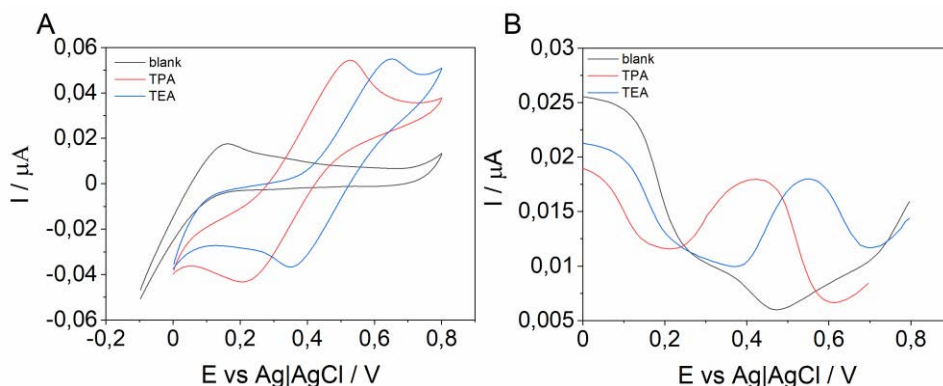 A
0,06
0,04
0,02
0
-0,02
-0,04
-0,06
I / μA
blank
TPA
TEA
-0,2
0
0,2
0,4
0,6
0,8
E vs Ag|AgCl / V
B
0,03
0,025
0,02
0,015
0,01
0,005
I / μA
blank
TPA
TEA
0
0,2
0,4
0,6
0,8
E vs Ag|AgCl / V